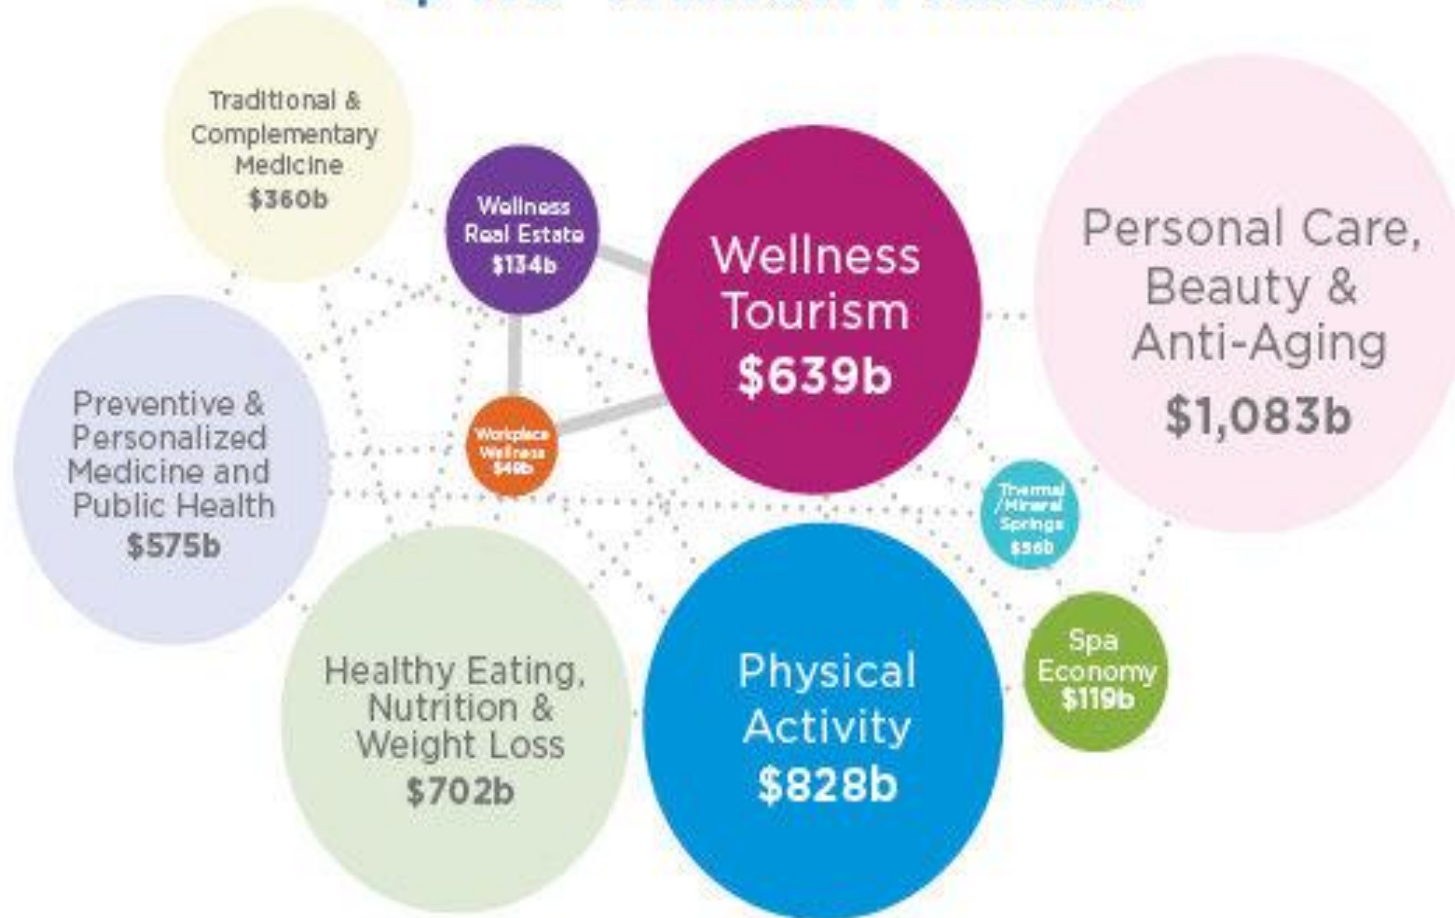 Traditional &
Complementary
Medicine
$360b
Wellness
Real Estate
$134b
Wellness
Tourism
$639b
Personal Care,
Beauty &
Anti-Aging
$1,083b
Preventive &
Personalized
Medicine and
Public Health
$575b
Workplace
Wellness
Thermal
/Mineral
Springs
$56b
Spa
Economy
$119b
Healthy Eating,
Nutrition &
Weight Loss
$702b
Physical
Activity
$828b